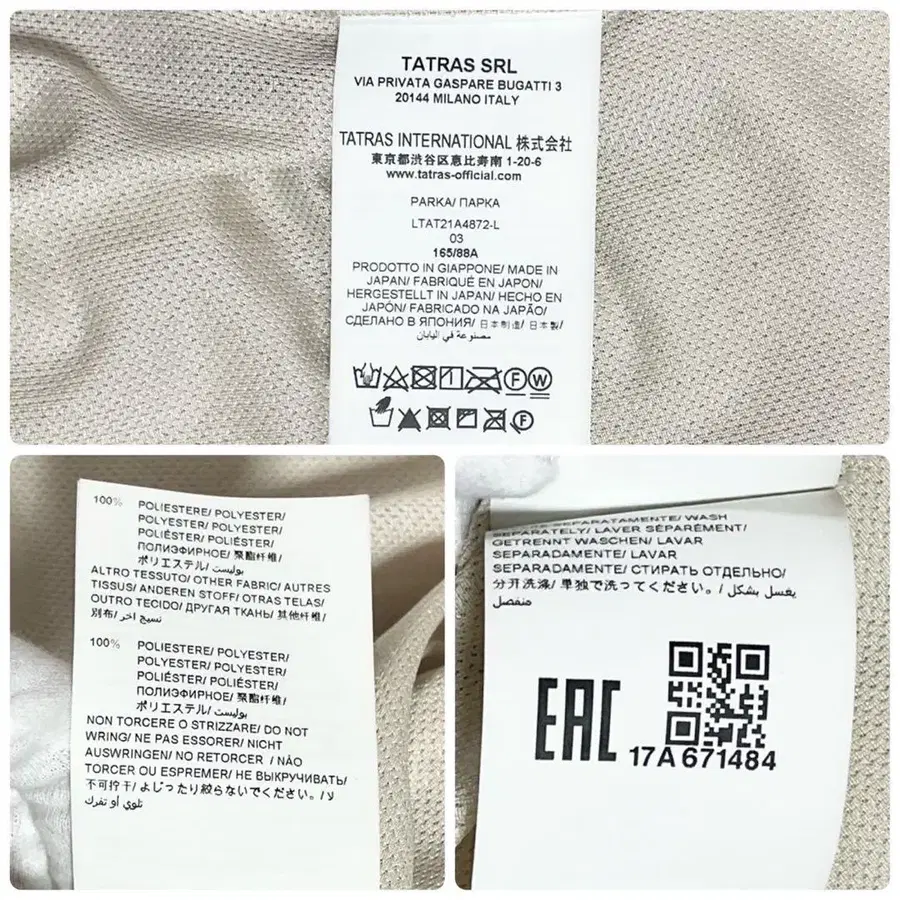 TATRAS SRL
VIA PRIVATA GASPARE BUGATTI 3
20144 MILANO ITALY
TATRAS INTERNATIONAL 株式会社
東京都渋谷区恵比寿南 1-20-6
www.tatras-official.com
PARKA/ ПАРКА
LTAT21A4872-L
03
165/88A
PRODOTTO IN GIAPPONE/ MADE IN
JAPAN/ FABRIQUÉ EN JAPON/
HERGESTELLT IN JAPAN/ HECHO EN
JAPÓN/ FABRICADO NA JAPÃO/
СДЕЛАНО В ЯПОНИЯ/ 日本制造/ 日本製/
مصنوعة في اليابان
F W
F
100% POLIESTERE/ POLYESTER/
POLYESTER/ POLYESTER/
POLIÉSTER/ POLIÉSTER/
ПОЛИЭФИРНОЕ/ 聚酯纤维/
ポリエステル/ بوليست
ALTRO TESSUTO/ OTHER FABRIC/ AUTRES
TISSUS/ ANDEREN STOFF/ OTRAS TELAS/
OUTRO TECIDO/ ДРУГАЯ ТКАНЬ/ 其他纤维/
別布/ نسيج اخر/
100% POLIESTERE/ POLYESTER/
POLYESTER/ POLYESTER/
POLIÉSTER/ POLIÉSTER/
ПОЛИЭФИРНОЕ/ 聚酯纤维/
ポリエステル/ بوليست
NON TORCERE O STRIZZARE/ DO NOT
WRING/ NE PAS ESSORER/ NICHT
AUSWRINGEN/ NO RETORCER / NÃO
TORCER OU ESPREMER/ НЕ ВЫКРУЧИВАТЬ/
不可拧干/ よじったり絞らないでください。/ لا
تلوي أو تفرك
SEPARATAMENTE/ WASH
SEPARATELY/ LAVER SÉPARÉMENT/
GETRENNT WASCHEN/ LAVAR
SEPARADAMENTE/ LAVAR
SEPARADAMENTE/ СТИРАТЬ ОТДЕЛЬНО/
分开洗涤/ 単独で洗ってください。/ يغسل بشكل
منفصل
EAC
17A 671484